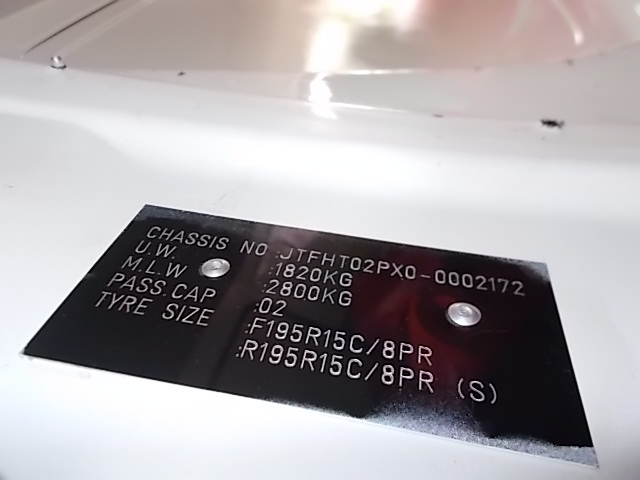 CHASSIS NO :JTFHT02PX0-0002172
U.W. :1820KG
M.L.W :2800KG
PASS.CAP :02
TYRE SIZE :F195R15C/8PR
:R195R15C/8PR (S)